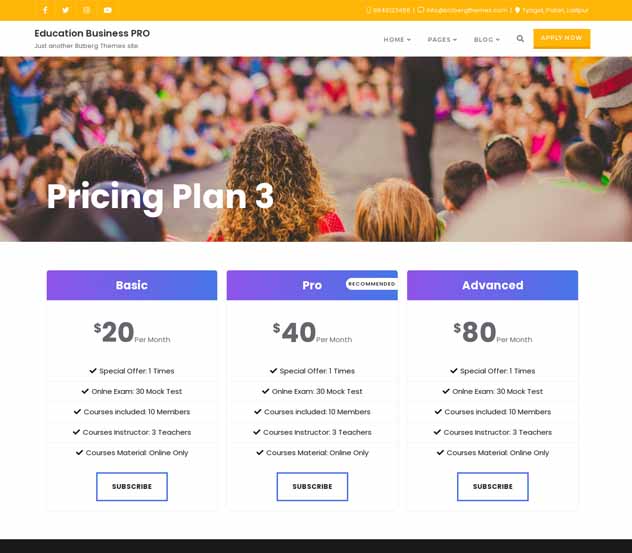 9849023486 | info@bizbergthemes.com | Tyagal, Patan, Lalitpur
Education Business PRO
Just another Bizberg Themes site
HOME PAGES BLOG APPLY NOW
Pricing Plan 3
Basic
$20 Per Month
Special Offer: 1 Times
Onlne Exam: 30 Mock Test
Courses included: 10 Members
Courses Instructor: 3 Teachers
Courses Material: Online Only
SUBSCRIBE
Pro
RECOMMENDED
$40 Per Month
Special Offer: 1 Times
Onlne Exam: 30 Mock Test
Courses included: 10 Members
Courses Instructor: 3 Teachers
Courses Material: Online Only
SUBSCRIBE
Advanced
$80 Per Month
Special Offer: 1 Times
Onlne Exam: 30 Mock Test
Courses included: 10 Members
Courses Instructor: 3 Teachers
Courses Material: Online Only
SUBSCRIBE